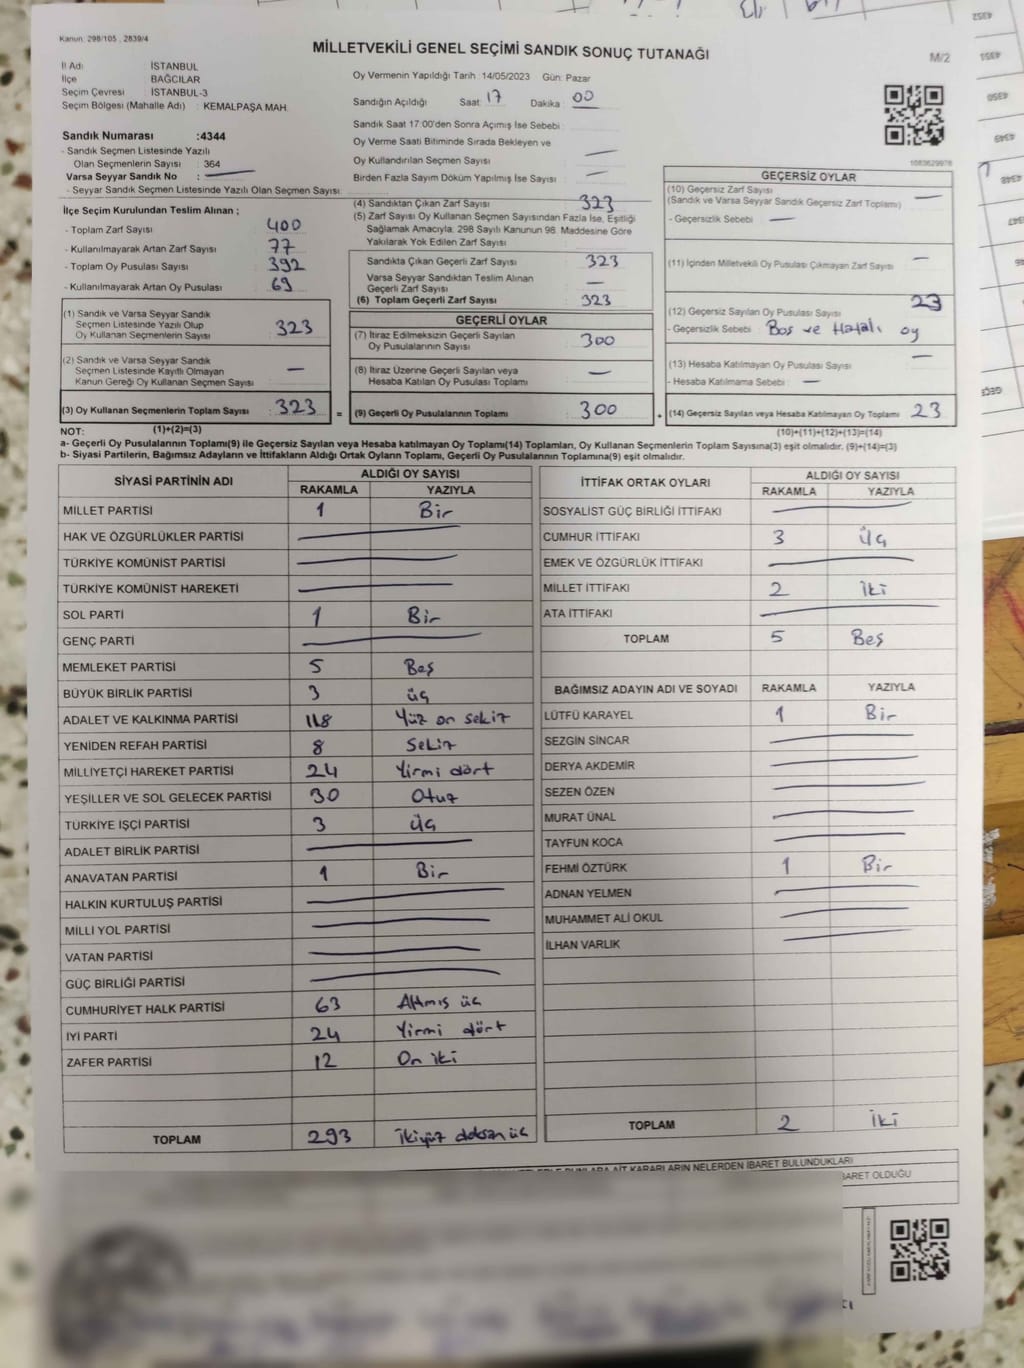 Kanun: 298/105 , 2839/4
MİLLETVEKİLİ GENEL SEÇİMİ SANDIK SONUÇ TUTANAĞI
M/2
İl Adı İSTANBUL
İlçe BAĞCILAR
Seçim Çevresi İSTANBUL-3
Seçim Bölgesi (Mahalle Adı) : KEMALPAŞA MAH.
Oy Vermenin Yapıldığı Tarih :14/05/2023 Gün: Pazar
Sandığın Açıldığı Saat: 17 Dakika : 00
Sandık Saat 17:00'den Sonra Açımış İse Sebebi :
Oy Verme Saati Bitiminde Sırada Bekleyen ve
Oy Kullandırılan Seçmen Sayısı : —
Birden Fazla Sayım Döküm Yapılmış İse Sayısı : —
Sandık Numarası :4344
- Sandık Seçmen Listesinde Yazılı
Olan Seçmenlerin Sayısı : 364
Varsa Seyyar Sandık No : —
- Seyyar Sandık Seçmen Listesinde Yazılı Olan Seçmen Sayısı:
1083629978
İlçe Seçim Kurulundan Teslim Alınan ;
- Toplam Zarf Sayısı : 400
- Kullanılmayarak Artan Zarf Sayısı : 77
- Toplam Oy Pusulası Sayısı : 392
- Kullanılmayarak Artan Oy Pusulası : 69
(1) Sandık ve Varsa Seyyar Sandık
Seçmen Listesinde Yazılı Olup
Oy Kullanan Seçmenlerin Sayısı : 323
(2) Sandık ve Varsa Seyyar Sandık
Seçmen Listesinde Kayıtlı Olmayan
Kanun Gereği Oy Kullanan Seçmen Sayısı : —
(3) Oy Kullanan Seçmenlerin Toplam Sayısı : 323 =
(4) Sandıktan Çıkan Zarf Sayısı : 323
(5) Zarf Sayısı Oy Kullanan Seçmen Sayısından Fazla İse, Eşitliği
Sağlamak Amacıyla, 298 Sayılı Kanunun 98. Maddesine Göre
Yakılarak Yok Edilen Zarf Sayısı :
Sandıkta Çıkan Geçerli Zarf Sayısı : 323
Varsa Seyyar Sandıktan Teslim Alınan
Geçerli Zarf Sayısı : —
(6) Toplam Geçerli Zarf Sayısı : 323
GEÇERLİ OYLAR
(7) İtiraz Edilmeksizin Geçerli Sayılan
Oy Pusulalarının Sayısı : 300
(8) İtiraz Üzerine Geçerli Sayılan veya
Hesaba Katılan Oy Pusulası Toplamı : —
(9) Geçerli Oy Pusulalarının Toplamı : 300 +
GEÇERSİZ OYLAR
(10) Geçersiz Zarf Sayısı : —
(Sandık ve Varsa Seyyar Sandık Geçersiz Zarf Toplamı)
- Geçersizlik Sebebi : —
(11) İçinden Milletvekili Oy Pusulası Çıkmayan Zarf Sayısı : —
(12) Geçersiz Sayılan Oy Pusulası Sayısı : 23
- Geçersizlik Sebebi : Boş ve Hatalı oy
(13) Hesaba Katılmayan Oy Pusulası Sayısı : —
- Hesaba Katılmama Sebebi : —
(14) Geçersiz Sayılan veya Hesaba Katılmayan Oy Toplamı : 23
NOT: (1)+(2)=(3) (10)+(11)+(12)+(13)=(14)
a- Geçerli Oy Pusulalarının Toplamı(9) ile Geçersiz Sayılan veya Hesaba katılmayan Oy Toplamı(14) Toplamları, Oy Kullanan Seçmenlerin Toplam Sayısına(3) eşit olmalıdır. (9)+(14)=(3)
b- Siyasi Partilerin, Bağımsız Adayların ve İttifakların Aldığı Ortak Oyların Toplamı, Geçerli Oy Pusulalarının Toplamına(9) eşit olmalıdır.
SİYASİ PARTİNİN ADI ALDIĞI OY SAYISI
RAKAMLA YAZIYLA
MİLLET PARTİSİ 1 Bir
HAK VE ÖZGÜRLÜKLER PARTİSİ —
TÜRKİYE KOMÜNİST PARTİSİ —
TÜRKİYE KOMÜNİST HAREKETİ —
SOL PARTİ 1 Bir
GENÇ PARTİ —
MEMLEKET PARTİSİ 5 Beş
BÜYÜK BİRLİK PARTİSİ 3 üç
ADALET VE KALKINMA PARTİSİ 118 Yüz on sekiz
YENİDEN REFAH PARTİSİ 8 Sekiz
MİLLİYETÇİ HAREKET PARTİSİ 24 Yirmi dört
YEŞİLLER VE SOL GELECEK PARTİSİ 30 Otuz
TÜRKİYE İŞÇİ PARTİSİ 3 üç
ADALET BİRLİK PARTİSİ —
ANAVATAN PARTİSİ 1 Bir
HALKIN KURTULUŞ PARTİSİ —
MİLLİ YOL PARTİSİ —
VATAN PARTİSİ —
GÜÇ BİRLİĞİ PARTİSİ —
CUMHURİYET HALK PARTİSİ 63 Altmış üç
İYİ PARTİ 24 Yirmi dört
ZAFER PARTİSİ 12 On iki
TOPLAM 293 ikiyüz doksan üç
İTTİFAK ORTAK OYLARI ALDIĞI OY SAYISI
RAKAMLA YAZIYLA
SOSYALİST GÜÇ BİRLİĞİ İTTİFAKI —
CUMHUR İTTİFAKI 3 üç
EMEK VE ÖZGÜRLÜK İTTİFAKI —
MİLLET İTTİFAKI 2 iki
ATA İTTİFAKI —
TOPLAM 5 Beş
BAĞIMSIZ ADAYIN ADI VE SOYADI RAKAMLA YAZIYLA
LÜTFÜ KARAYEL 1 Bir
SEZGİN SİNCAR —
DERYA AKDEMİR —
SEZEN ÖZEN —
MURAT ÜNAL —
TAYFUN KOCA —
FEHMİ ÖZTÜRK 1 Bir
ADNAN YELMEN —
MUHAMMET ALİ OKUL —
İLHAN VARLIK —
TOPLAM 2 iki
KARARLARIN NELERDEN İBARET BULUNDUKLARI
BARET OLDUĞU